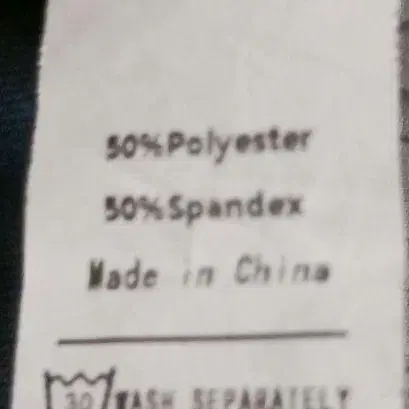 50%Polyester
50%Spandex
Made in China
30 WASH SEPARATELY